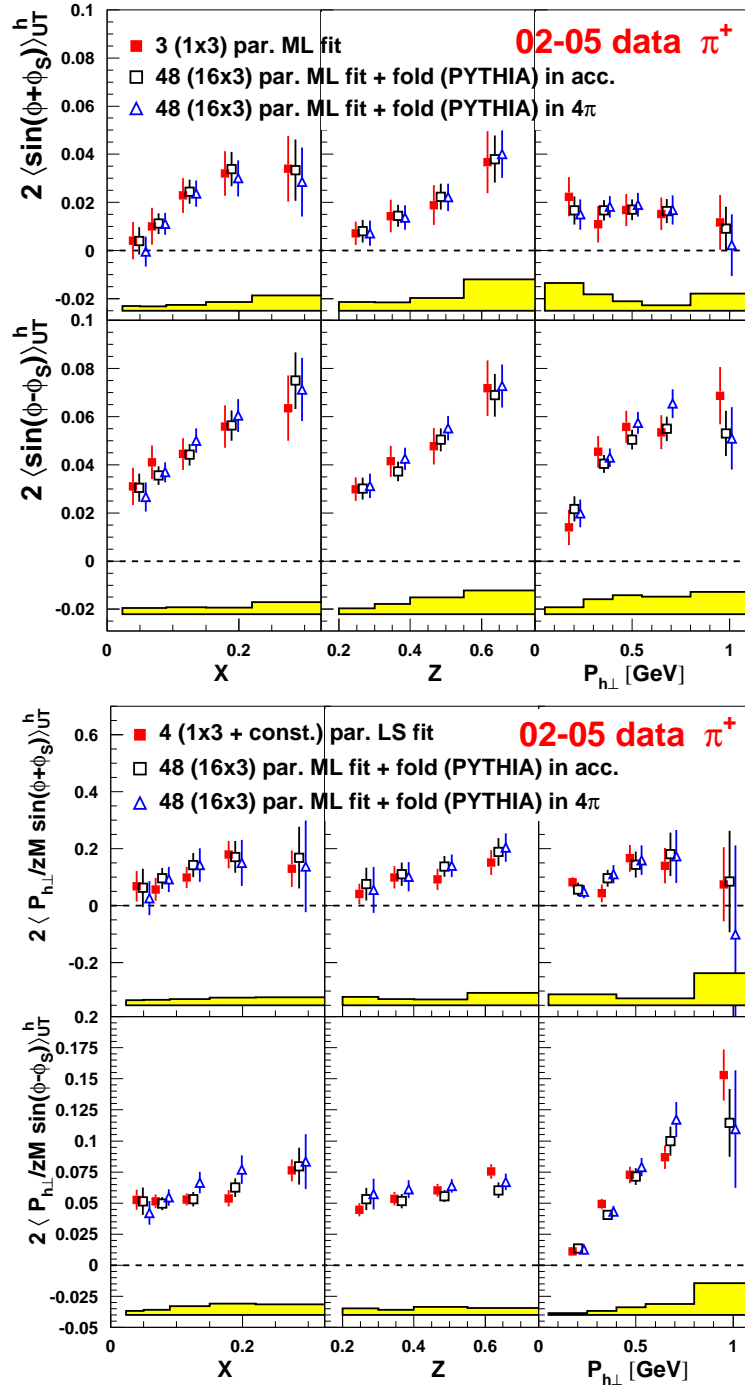 2 ⟨sin(ϕ+ϕS)⟩hUT
0.1
0.08
0.06
0.04
0.02
0
-0.02
3 (1x3) par. ML fit
02-05 data π+
48 (16x3) par. ML fit + fold (PYTHIA) in acc.
48 (16x3) par. ML fit + fold (PYTHIA) in 4π
2 ⟨sin(ϕ-ϕS)⟩hUT
0.1
0.08
0.06
0.04
0.02
0
-0.02
0 0.2 0.2 0.4 0.6 0 0.5 1
X Z Ph⊥ [GeV]
2 ⟨ Ph⊥/zM sin(ϕ+ϕS)⟩hUT
0.6
0.4
0.2
0
-0.2
4 (1x3 + const.) par. LS fit
02-05 data π+
48 (16x3) par. ML fit + fold (PYTHIA) in acc.
48 (16x3) par. ML fit + fold (PYTHIA) in 4π
2 ⟨ Ph⊥/zM sin(ϕ-ϕS)⟩hUT
0.2
0.175
0.15
0.125
0.1
0.075
0.05
0.025
0
-0.025
-0.05
0 0.2 0.2 0.4 0.6 0 0.5 1
X Z Ph⊥ [GeV]